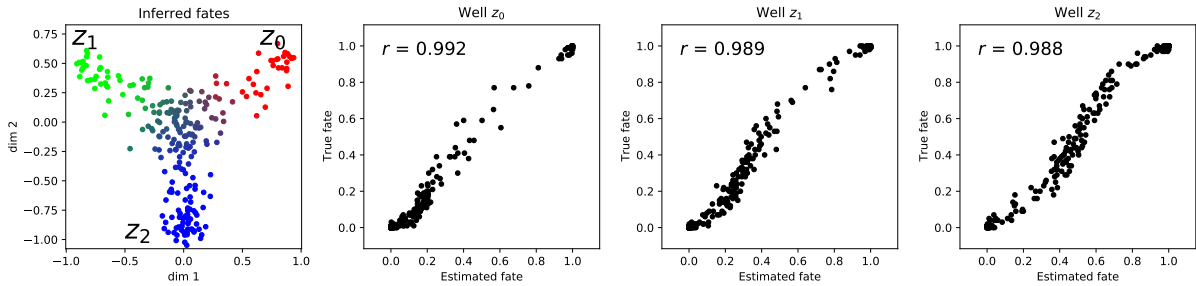 Inferred fates
z1
z0
z2
0.75
0.50
0.25
0.00
−0.25
−0.50
−0.75
−1.00
dim 2
−1.0
−0.5
0.0
0.5
1.0
dim 1
Well z0
r = 0.992
1.0
0.8
0.6
0.4
0.2
0.0
True fate
0.0
0.2
0.4
0.6
0.8
1.0
Estimated fate
Well z1
r = 0.989
1.0
0.8
0.6
0.4
0.2
0.0
True fate
0.0
0.2
0.4
0.6
0.8
1.0
Estimated fate
Well z2
r = 0.988
1.0
0.8
0.6
0.4
0.2
0.0
True fate
0.0
0.2
0.4
0.6
0.8
1.0
Estimated fate